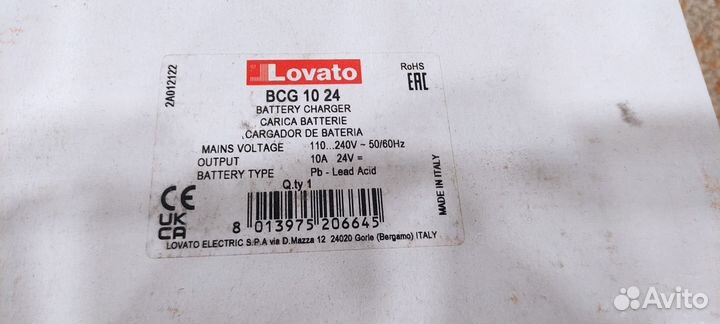 Lovato
RoHS
EAC
2A012122
BCG 10 24
BATTERY CHARGER
CARICA BATTERIE
CARGADOR DE BATERIA
MAINS VOLTAGE 110...240V ~ 50/60Hz
OUTPUT 10A 24V =
BATTERY TYPE Pb - Lead Acid
Q.ty 1
MADE IN ITALY
CE
UK
CA
8 013975 206645
LOVATO ELECTRIC S.P.A via D.Mazza 12 24020 Gorle (Bergamo) ITALY
Avito